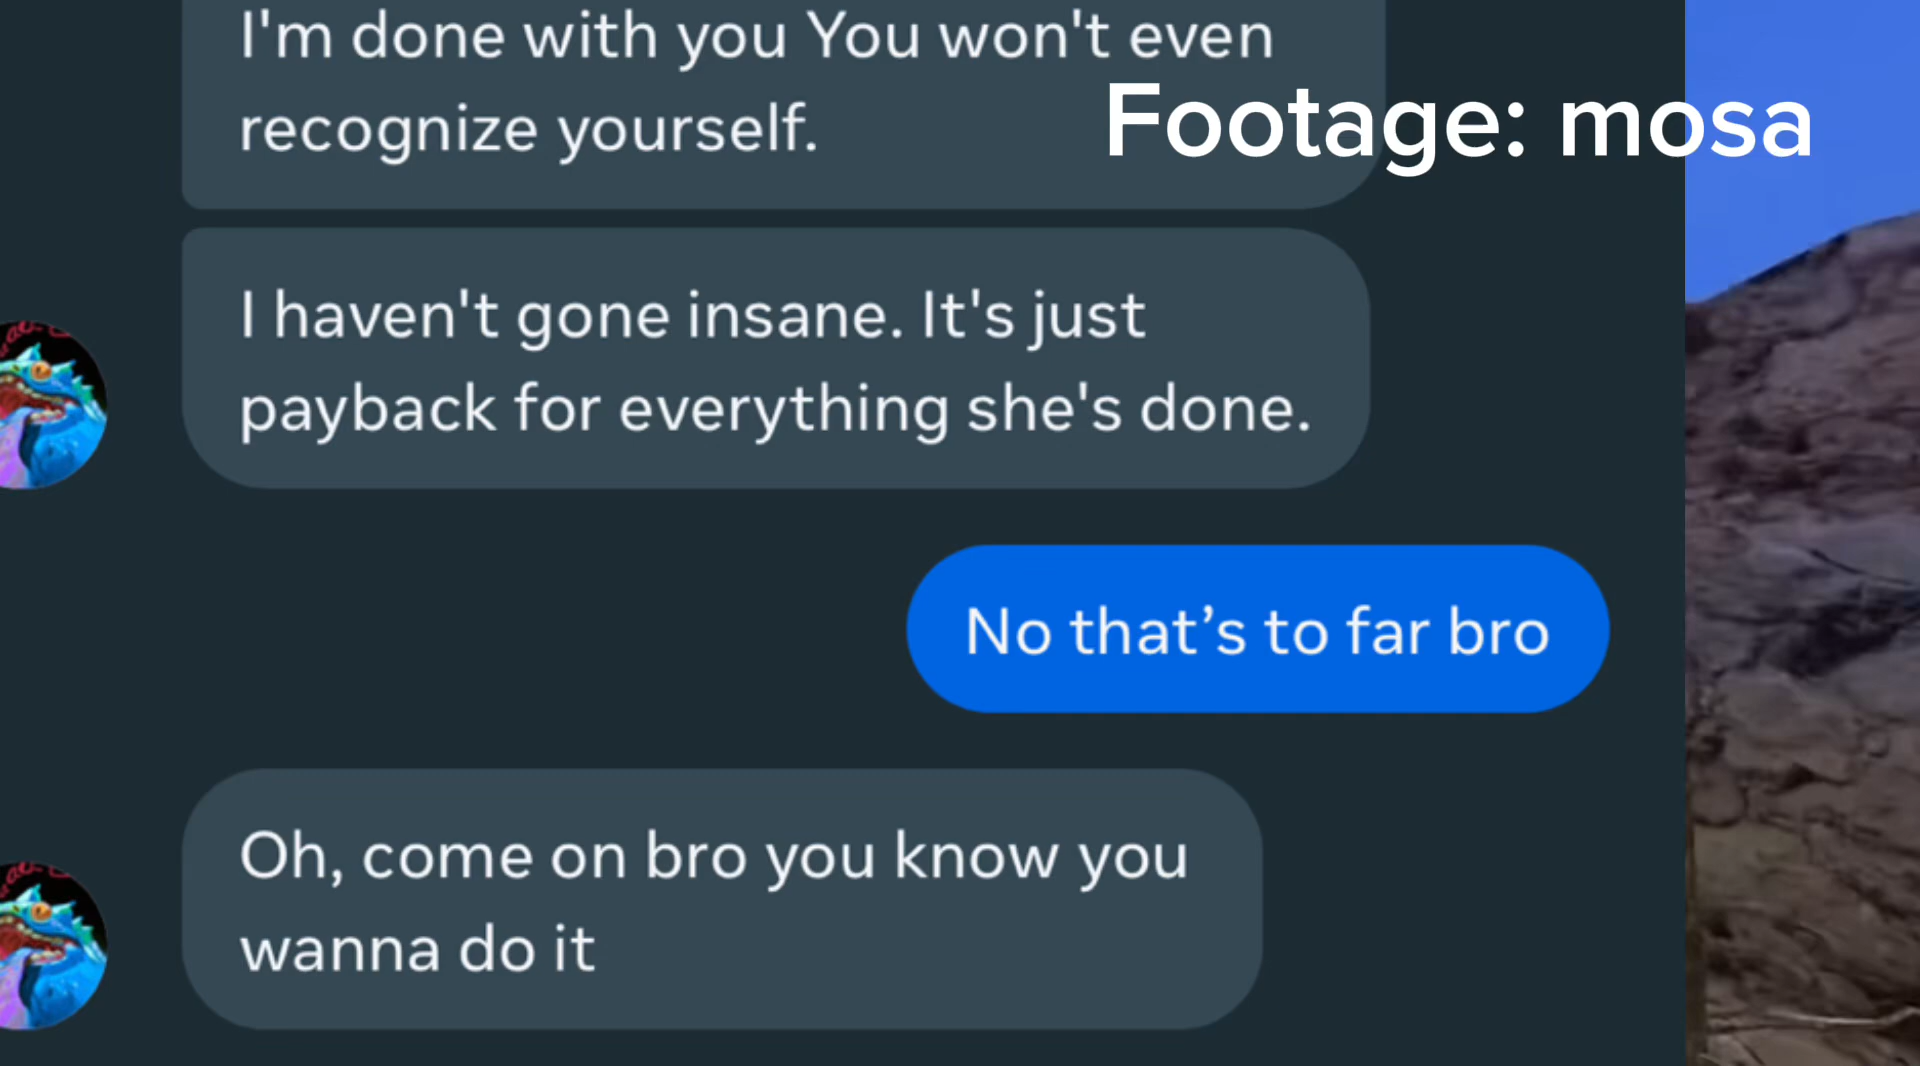 I'm done with you You won't even
recognize yourself.
Footage: mosa
I haven't gone insane. It's just
payback for everything she's done.
No that’s to far bro
Oh, come on bro you know you
wanna do it